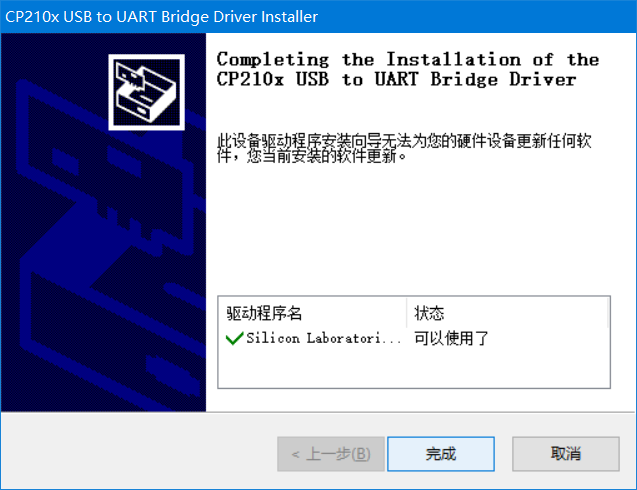 CP210x USB to UART Bridge Driver Installer
Completing the Installation of the
CP210x USB to UART Bridge Driver
此设备驱动程序安装向导无法为您的硬件设备更新任何软
件，您当前安装的软件更新。
驱动程序名 状态
Silicon Laboratori... 可以使用了
< 上一步(B) 完成 取消